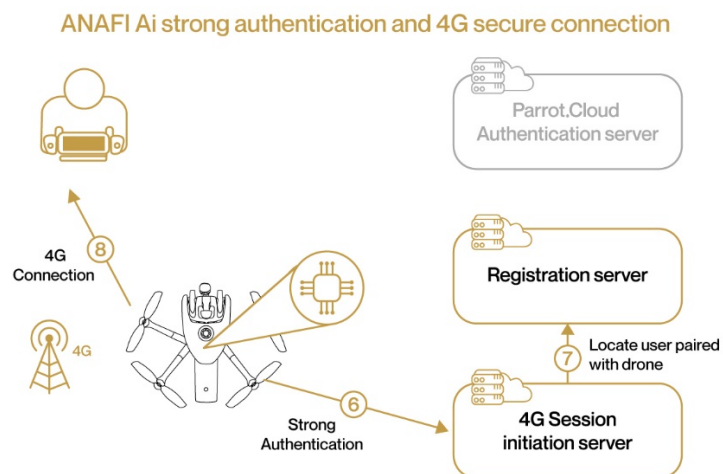 ANAFI Ai strong authentication and 4G secure connection
Parrot.Cloud
Authentication server
8
4G
Connection
Registration server
4G
7
Locate user paired
with drone
6
Strong
Authentication
4G Session
initiation server